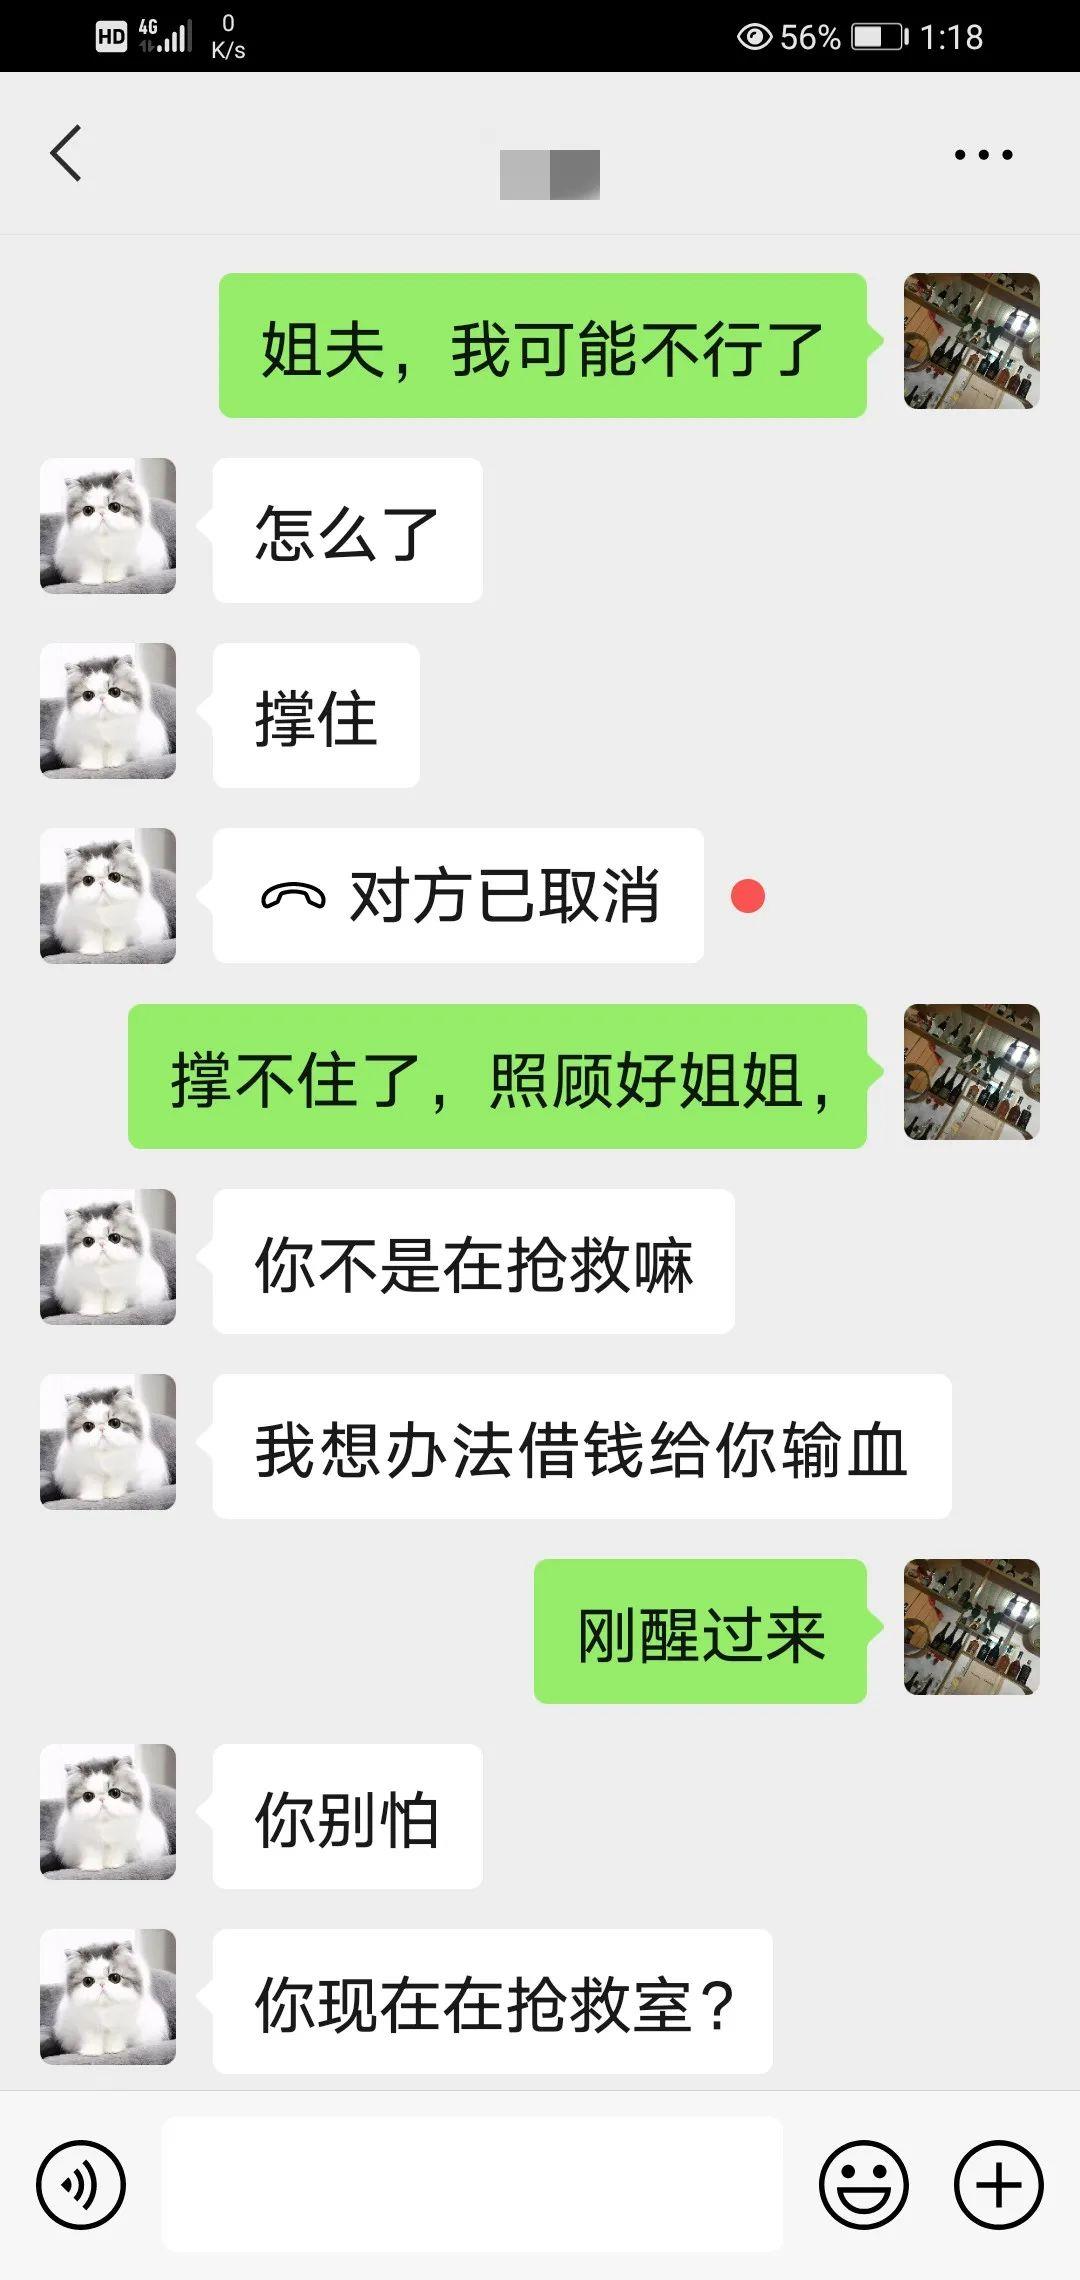 HD 4G 0 K/s 56% 1:18
姐夫，我可能不行了
怎么了
撑住
对方已取消
撑不住了，照顾好姐姐，
你不是在抢救嘛
我想办法借钱给你输血
刚醒过来
你别怕
你现在在抢救室？